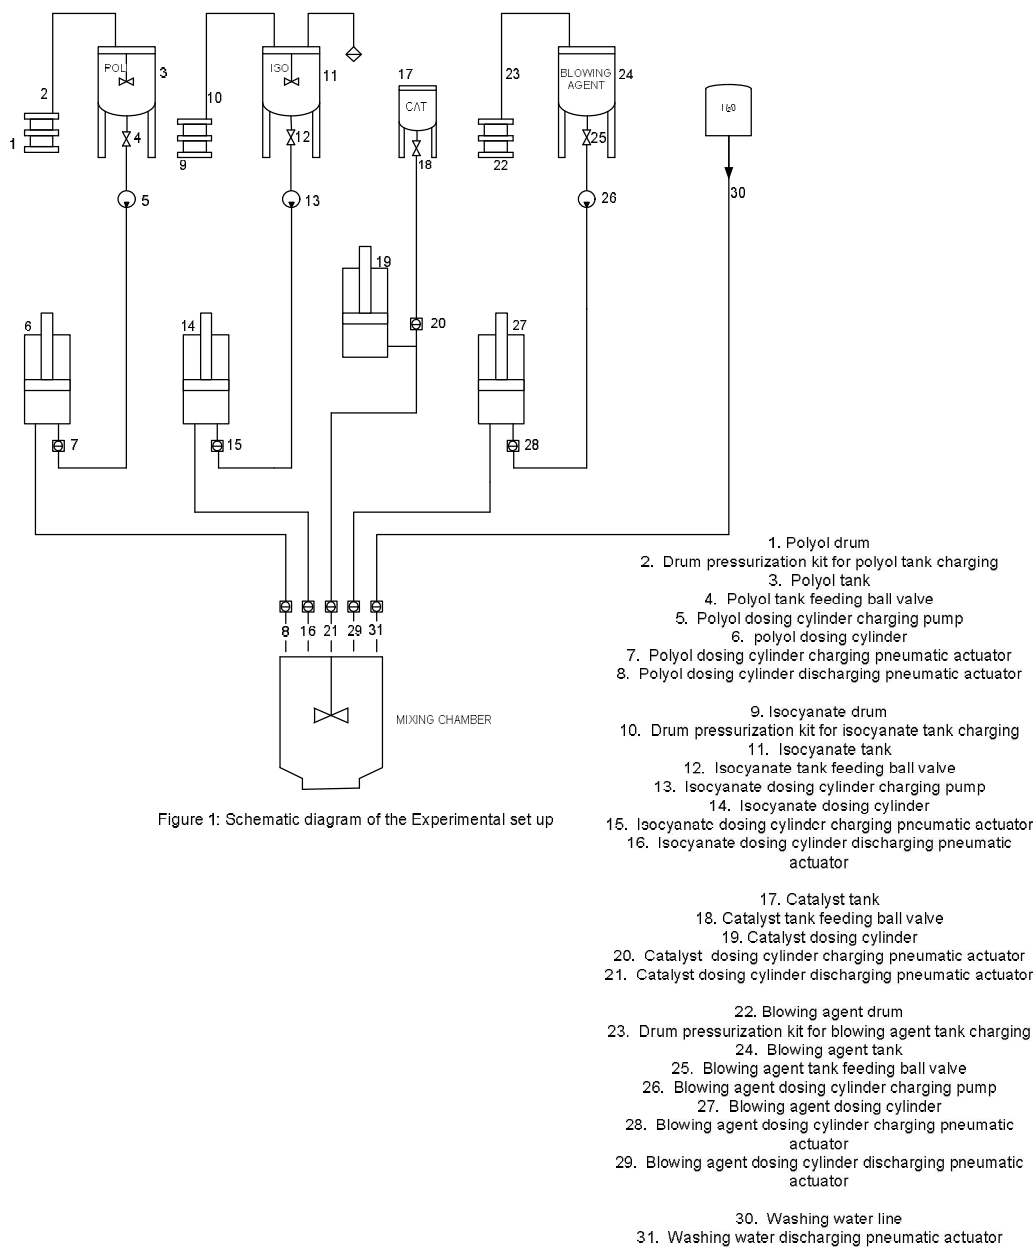 17
POL
3
ISO
11
23
BLOWING
AGENT
24
2
10
CAT
1
4
12
25
9
18
22
30
5
13
26
19
6
14
20
27
7
15
28
8 16 21 29 31
MIXING CHAMBER
Figure 1: Schematic diagram of the Experimental set up
1. Polyol drum
2. Drum pressurization kit for polyol tank charging
3. Polyol tank
4. Polyol tank feeding ball valve
5. Polyol dosing cylinder charging pump
6. polyol dosing cylinder
7. Polyol dosing cylinder charging pneumatic actuator
8. Polyol dosing cylinder discharging pneumatic actuator
9. Isocyanate drum
10. Drum pressurization kit for isocyanate tank charging
11. Isocyanate tank
12. Isocyanate tank feeding ball valve
13. Isocyanate dosing cylinder charging pump
14. Isocyanate dosing cylinder
15. Isocyanate dosing cylinder charging pneumatic actuator
16. Isocyanate dosing cylinder discharging pneumatic
actuator
17. Catalyst tank
18. Catalyst tank feeding ball valve
19. Catalyst dosing cylinder
20. Catalyst dosing cylinder charging pneumatic actuator
21. Catalyst dosing cylinder discharging pneumatic actuator
22. Blowing agent drum
23. Drum pressurization kit for blowing agent tank charging
24. Blowing agent tank
25. Blowing agent tank feeding ball valve
26. Blowing agent dosing cylinder charging pump
27. Blowing agent dosing cylinder
28. Blowing agent dosing cylinder charging pneumatic
actuator
29. Blowing agent dosing cylinder discharging pneumatic
actuator
30. Washing water line
31. Washing water discharging pneumatic actuator